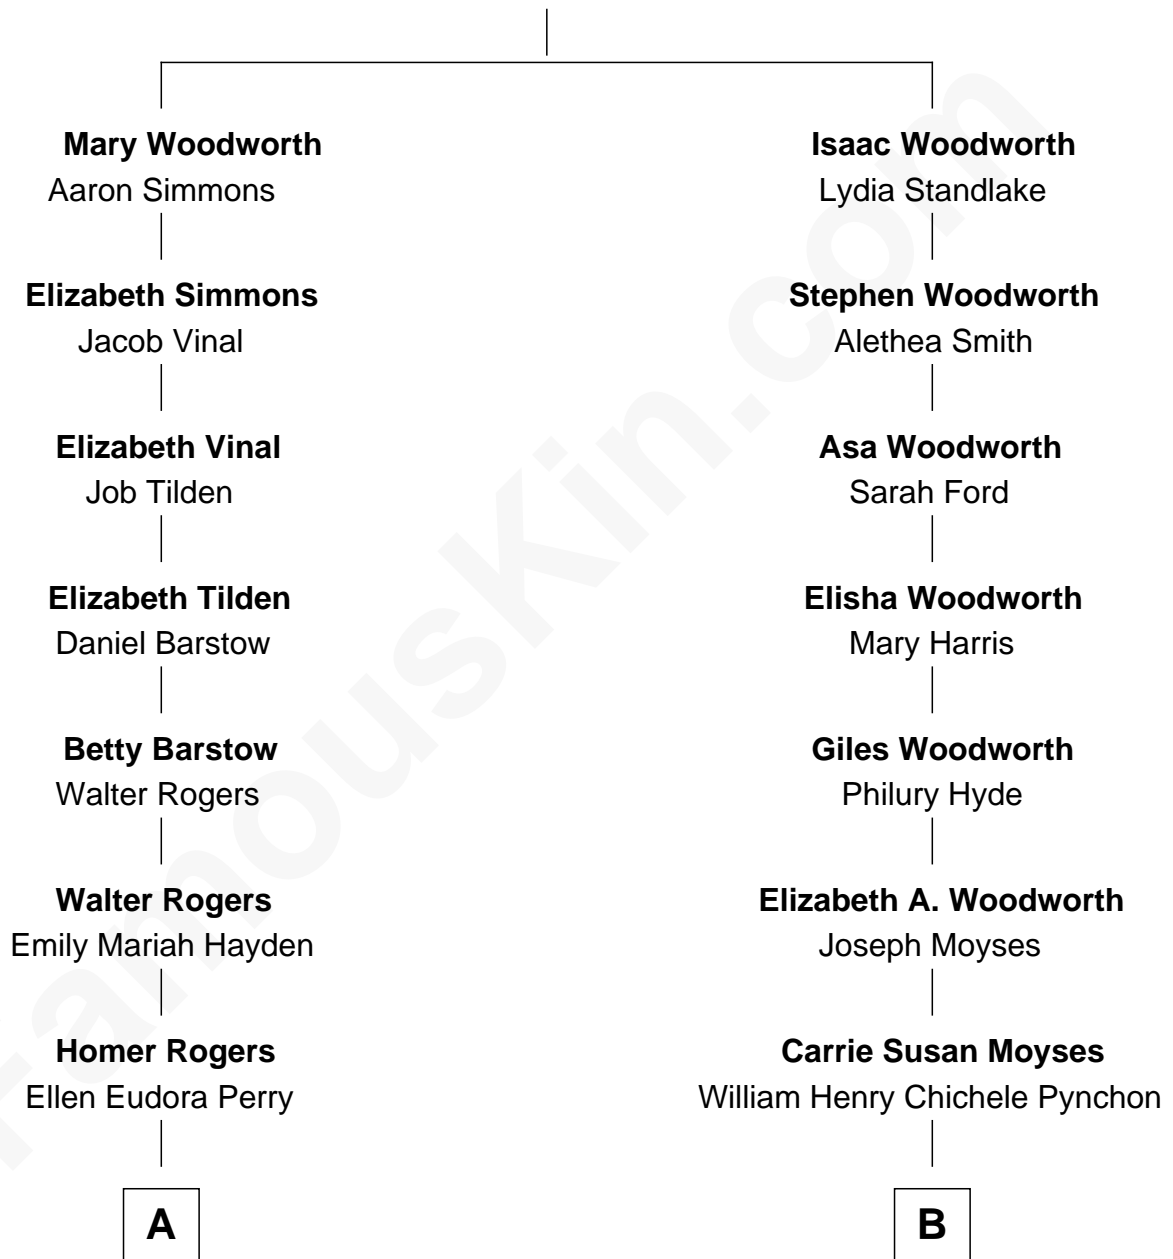 Mary Woodworth
Aaron Simmons
Elizabeth Simmons
Jacob Vinal
Elizabeth Vinal
Job Tilden
Elizabeth Tilden
Daniel Barstow
Betty Barstow
Walter Rogers
Walter Rogers
Emily Mariah Hayden
Homer Rogers
Ellen Eudora Perry
A
Isaac Woodworth
Lydia Standlake
Stephen Woodworth
Alethea Smith
Asa Woodworth
Sarah Ford
Elisha Woodworth
Mary Harris
Giles Woodworth
Philury Hyde
Elizabeth A. Woodworth
Joseph Moyses
Carrie Susan Moyses
William Henry Chichele Pynchon
B
FamousKin.com